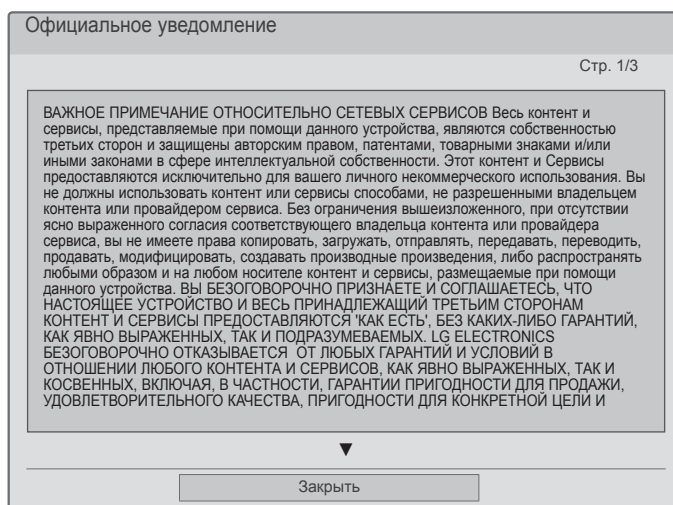 Официальное уведомление
Стр. 1/3
ВАЖНОЕ ПРИМЕЧАНИЕ ОТНОСИТЕЛЬНО СЕТЕВЫХ СЕРВИСОВ Весь контент и
сервисы, представляемые при помощи данного устройства, являются собственностью
третьих сторон и защищены авторским правом, патентами, товарными знаками и/или
иными законами в сфере интеллектуальной собственности. Этот контент и Сервисы
предоставляются исключительно для вашего личного некоммерческого использования. Вы
не должны использовать контент или сервисы способами, не разрешенными владельцем
контента или провайдером сервиса. Без ограничения вышеизложенного, при отсутствии
ясно выраженного согласия соответствующего владельца контента или провайдера
сервиса, вы не имеете права копировать, загружать, отправлять, передавать, переводить,
продавать, модифицировать, создавать производные произведения, либо распространять
любыми образом и на любом носителе контент и сервисы, размещаемые при помощи
данного устройства. ВЫ БЕЗОГОВОРОЧНО ПРИЗНАЕТЕ И СОГЛАШАЕТЕСЬ, ЧТО
НАСТОЯЩЕЕ УСТРОЙСТВО И ВЕСЬ ПРИНАДЛЕЖАЩИЙ ТРЕТЬИМ СТОРОНАМ
КОНТЕНТ И СЕРВИСЫ ПРЕДОСТАВЛЯЮТСЯ 'КАК ЕСТЬ', БЕЗ КАКИХ-ЛИБО ГАРАНТИЙ,
КАК ЯВНО ВЫРАЖЕННЫХ, ТАК И ПОДРАЗУМЕВАЕМЫХ. LG ELECTRONICS
БЕЗОГОВОРОЧНО ОТКАЗЫВАЕТСЯ ОТ ЛЮБЫХ ГАРАНТИЙ И УСЛОВИЙ В
ОТНОШЕНИИ ЛЮБОГО КОНТЕНТА И СЕРВИСОВ, КАК ЯВНО ВЫРАЖЕННЫХ, ТАК И
КОСВЕННЫХ, ВКЛЮЧАЯ, В ЧАСТНОСТИ, ГАРАНТИИ ПРИГОДНОСТИ ДЛЯ ПРОДАЖИ,
УДОВЛЕТВОРИТЕЛЬНОГО КАЧЕСТВА, ПРИГОДНОСТИ ДЛЯ КОНКРЕТНОЙ ЦЕЛИ И
▼
Закрыть